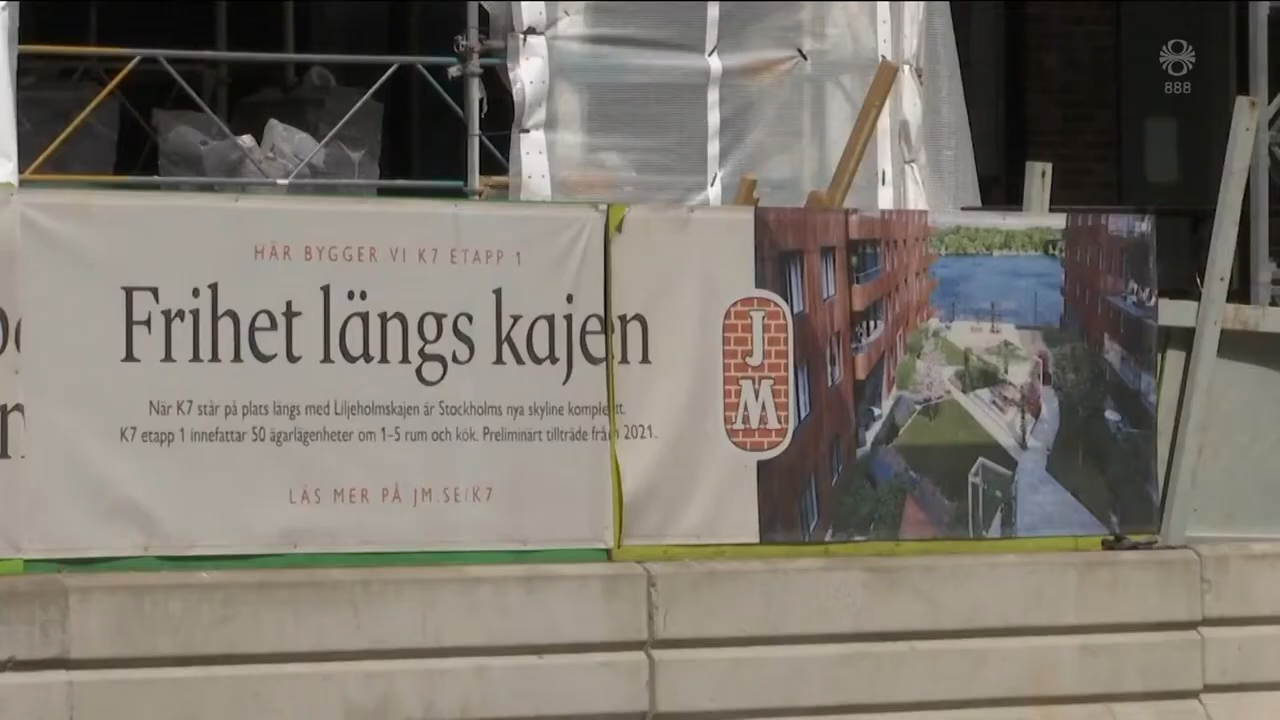 888
HÄR BYGGER VI K7 ETAPP 1
Frihet längs kajen
När K7 står på plats längs med Liljeholmskajen är Stockholms nya skyline komplett.
K7 etapp 1 innefattar 50 ägarlägenheter om 1–5 rum och kök. Preliminärt tillträde från 2021.
LÄS MER PÅ JM.SE/K7
J
M